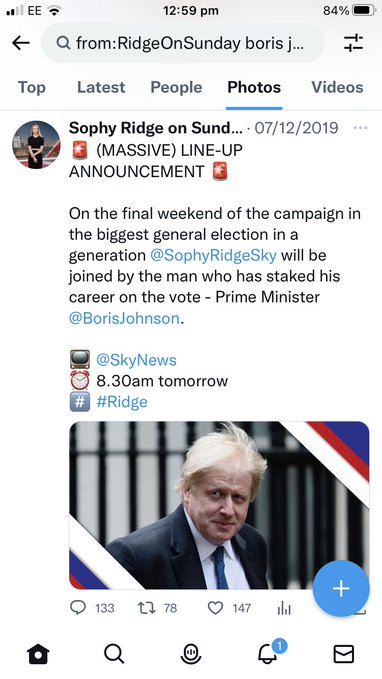 EE 12:59 pm 84%
from:RidgeOnSunday boris j...
Top Latest People Photos Videos
Sophy Ridge on Sund... · 07/12/2019 ...
🚨 (MASSIVE) LINE-UP
ANNOUNCEMENT 🚨
On the final weekend of the campaign in
the biggest general election in a
generation @SophyRidgeSky will be
joined by the man who has staked his
career on the vote - Prime Minister
@BorisJohnson.
📺 @SkyNews
⏰ 8.30am tomorrow
#️⃣ #Ridge
133 78 147
1